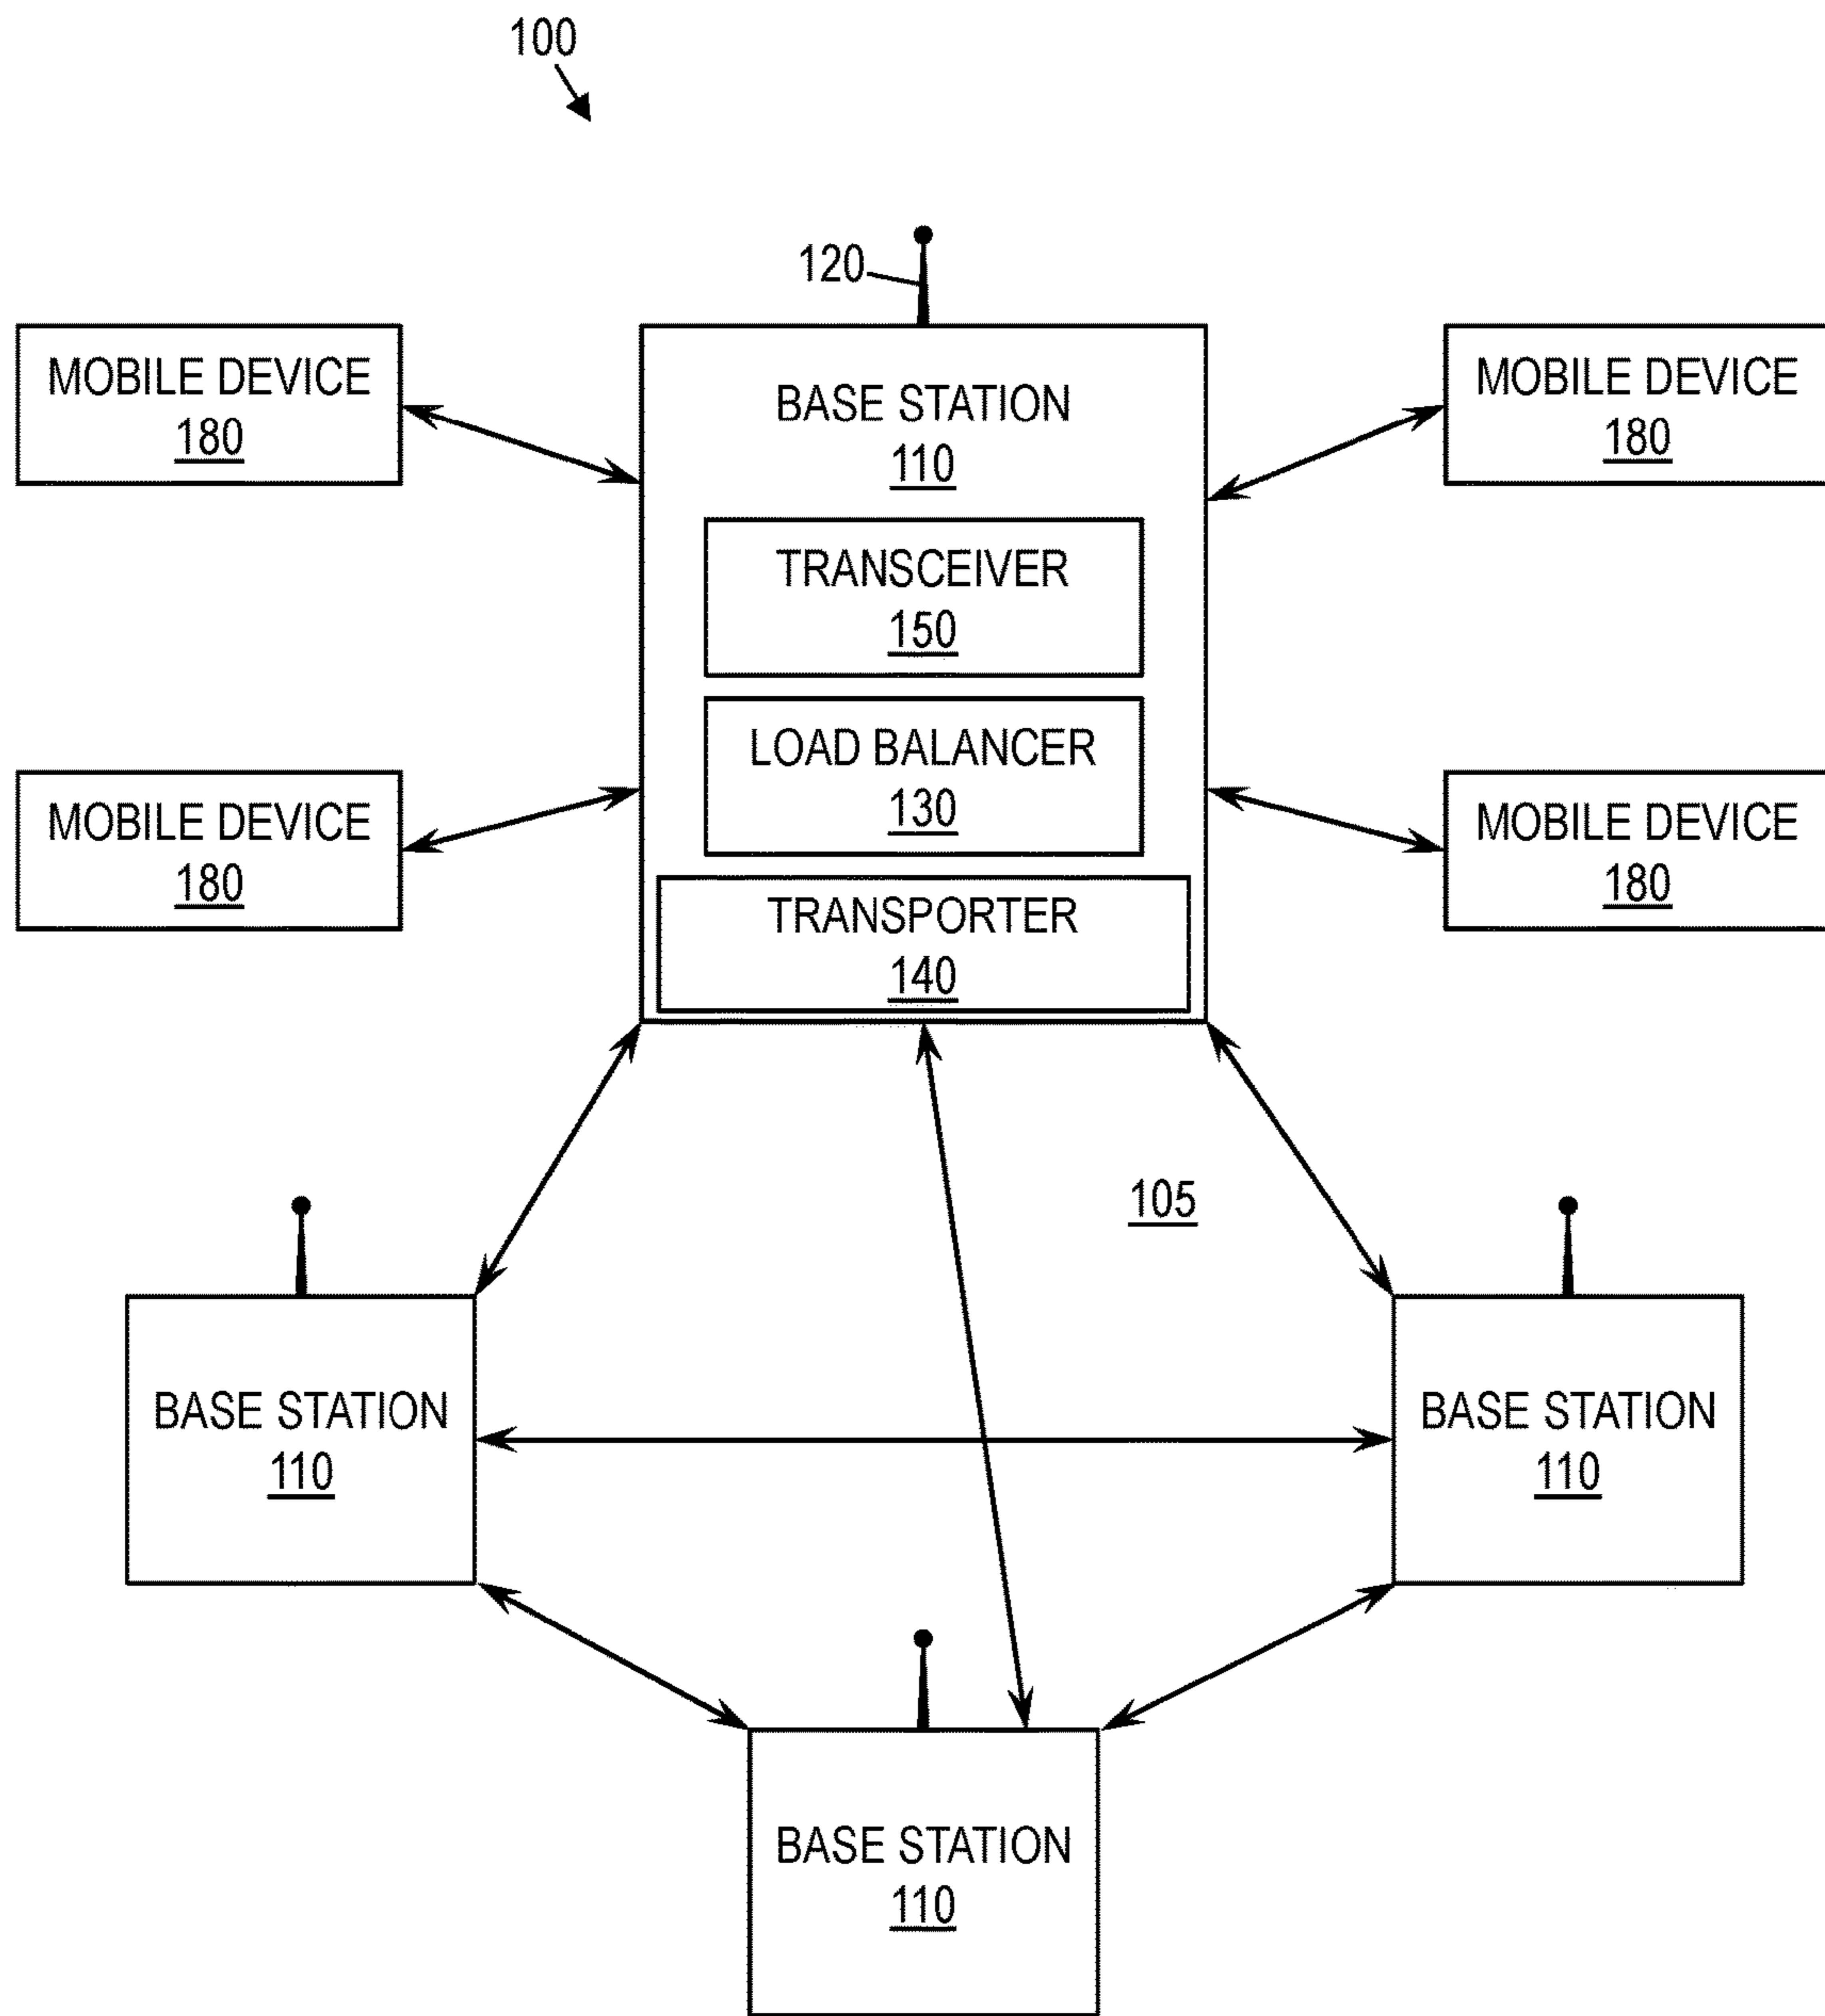 100
120
MOBILE DEVICE
180
BASE STATION
110
MOBILE DEVICE
180
TRANSCEIVER
150
LOAD BALANCER
130
MOBILE DEVICE
180
MOBILE DEVICE
180
TRANSPORTER
140
105
BASE STATION
110
BASE STATION
110
BASE STATION
110